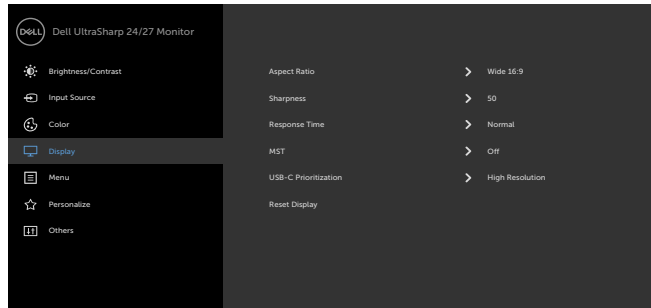 DELL Dell UltraSharp 24/27 Monitor
Brightness/Contrast
Input Source
Color
Display
Menu
Personalize
Others
Aspect Ratio Wide 16:9
Sharpness 50
Response Time Normal
MST Off
USB-C Prioritization High Resolution
Reset Display